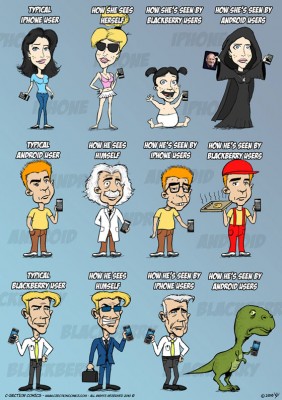 TYPICAL
IPHONE USER
HOW SHE SEES
HERSELF
HOW SHE'S SEEN BY
BLACKBERRY USERS
HOW SHE'S SEEN BY
ANDROID USERS
IPHONE
IPHONE
TYPICAL
ANDROID USER
HOW HE SEES
HIMSELF
HOW HE'S SEEN BY
IPHONE USERS
HOW HE'S SEEN BY
BLACKBERRY USERS
ANDROID
ANDROID
TYPICAL
BLACKBERRY USER
HOW HE SEES
HIMSELF
HOW HE'S SEEN BY
IPHONE USERS
HOW HE'S SEEN BY
ANDROID USERS
BLACKBERRY
BLACKBERRY
C-SECTION COMICS - WWW.CSECTIONCOMICS.COM - ALL RIGHTS RESERVED 2010 ©